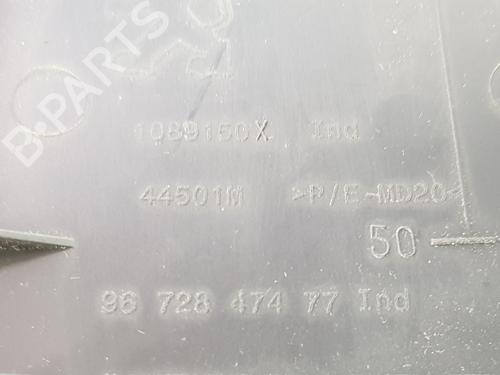 B-PARTS
1089150X Ind
44501M >P/E-MD20<
50
96 728 474 77 Ind